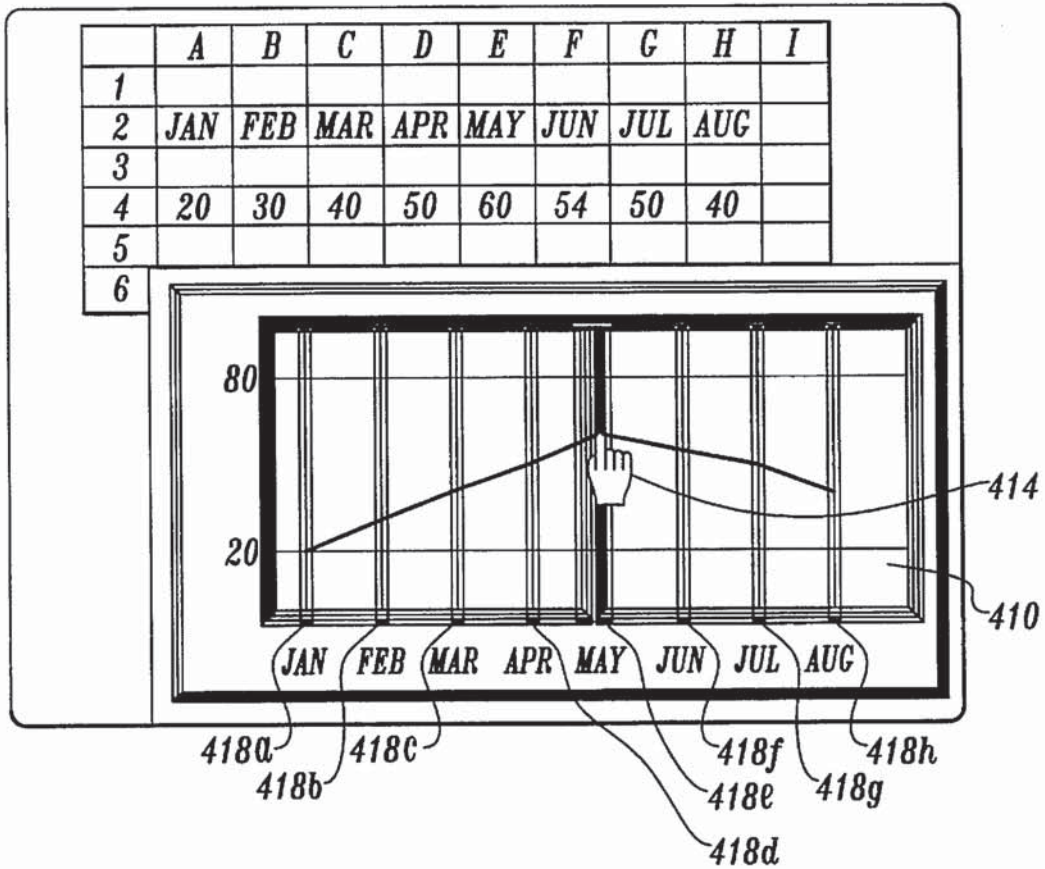 A B C D E F G H I
1
2 JAN FEB MAR APR MAY JUN JUL AUG
3
4 20 30 40 50 60 54 50 40
5
6
80
414
20
410
JAN FEB MAR APR MAY JUN JUL AUG
418a 418c 418f 418h
418b 418e 418g
418d